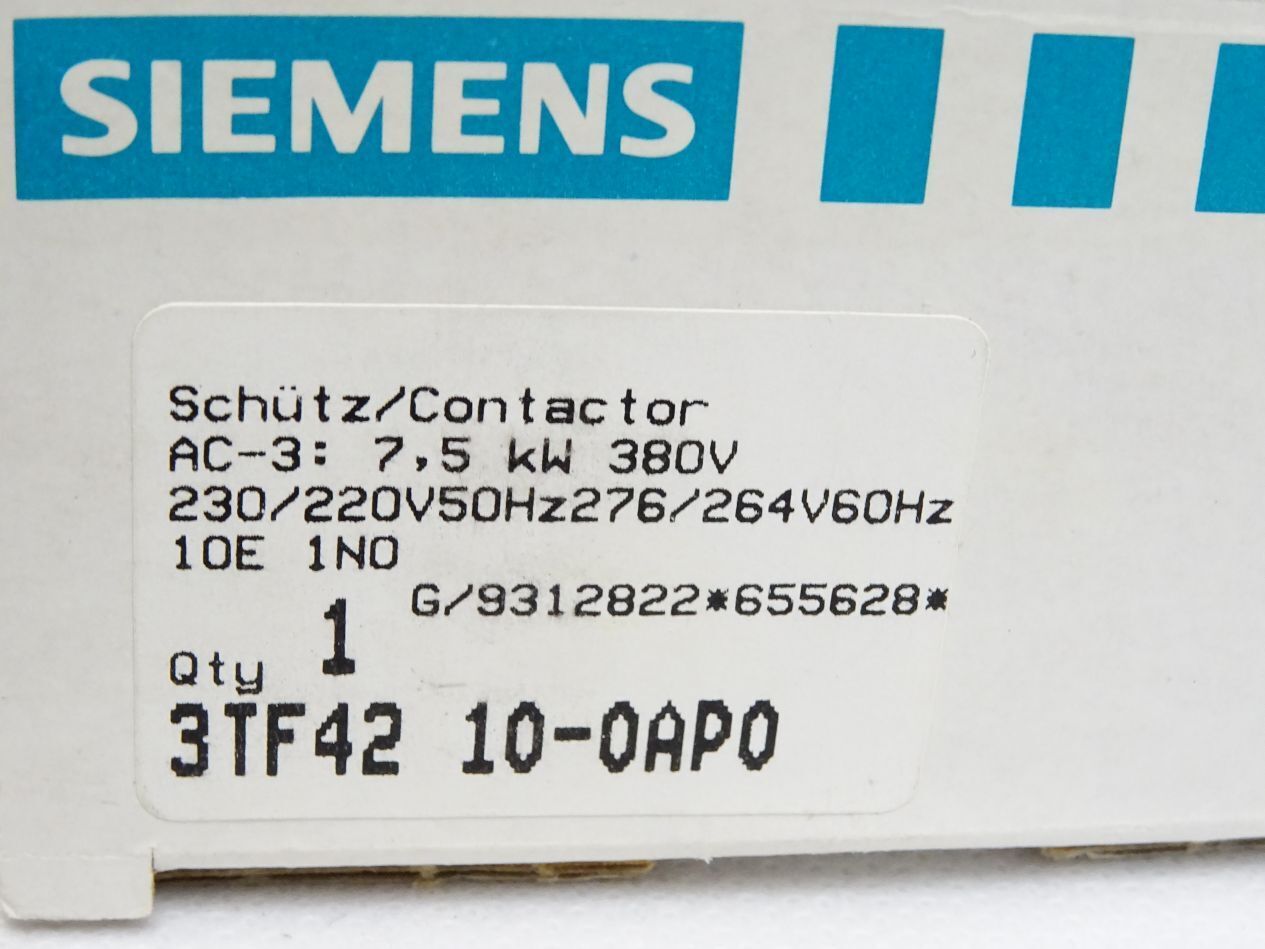 SIEMENS
Schütz/Contactor
AC-3: 7,5 kW 380V
230/220V50Hz276/264V60Hz
10E 1NO
G/9312822*655628*
Qty 1
3TF42 10-0AP0